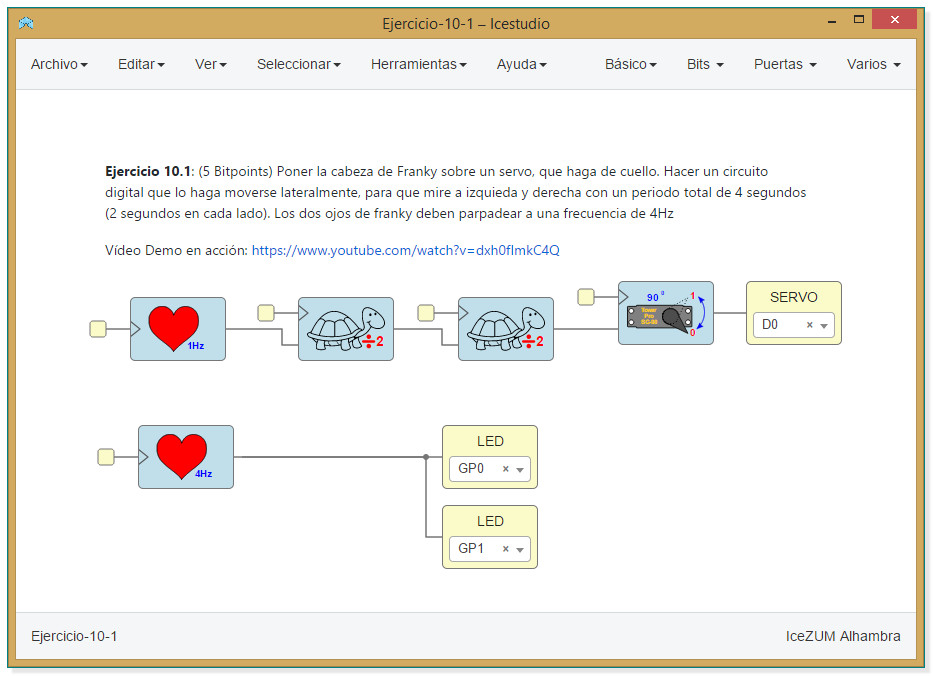 Ejercicio-10-1 – Icestudio
Archivo Editar Ver Seleccionar Herramientas Ayuda Básico Bits Puertas Varios
Ejercicio 10.1: (5 Bitpoints) Poner la cabeza de Franky sobre un servo, que haga de cuello. Hacer un circuito
digital que lo haga moverse lateralmente, para que mire a izquieda y derecha con un periodo total de 4 segundos
(2 segundos en cada lado). Los dos ojos de franky deben parpadear a una frecuencia de 4Hz
Vídeo Demo en acción: https://www.youtube.com/watch?v=dxh0fImkC4Q
1Hz
÷2
÷2
90 º
1
Tower
Pro
SG-90
0
SERVO
D0 ×
4Hz
LED
GP0 ×
LED
GP1 ×
Ejercicio-10-1 IceZUM Alhambra